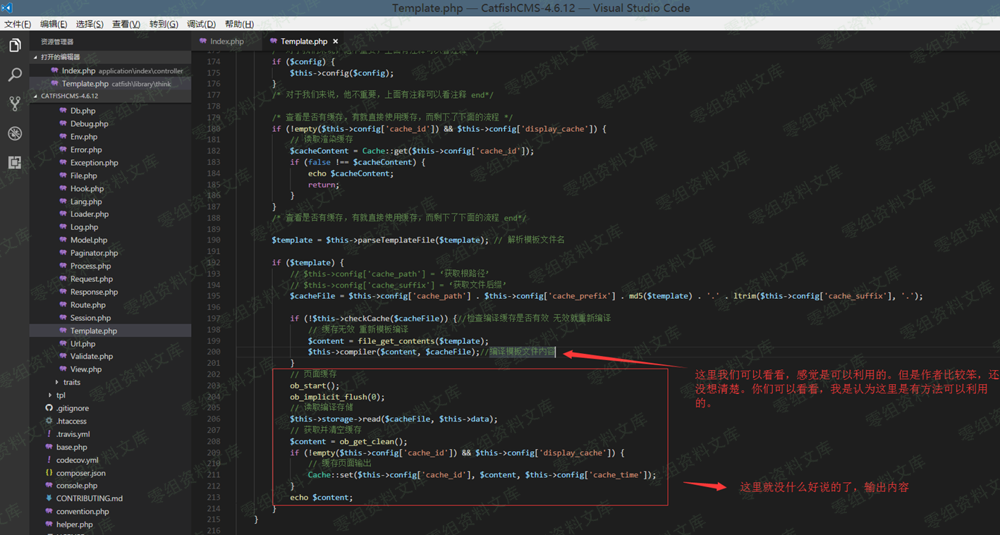 Template.php — CatfishCMS-4.6.12 — Visual Studio Code
文件(F) 编辑(E) 选择(S) 查看(V) 转到(G) 调试(D) 帮助(H)
资源管理器
打开的编辑器
Index.php application\index\controller
Template.php catfish\library\think
CATFISHCMS-4.6.12
Db.php
Debug.php
Env.php
Error.php
Exception.php
File.php
Hook.php
Lang.php
Loader.php
Log.php
Model.php
Paginator.php
Process.php
Request.php
Response.php
Route.php
Session.php
Template.php
Url.php
Validate.php
View.php
traits
tpl
.gitignore
.htaccess
.travis.yml
base.php
codecov.yml
composer.json
console.php
CONTRIBUTING.md
convention.php
helper.php
Index.php
Template.php
174 if ($config) {
175 $this->config($config);
176 }
177 /* 对于我们来说，他不重要，上面有注释可以看注释 end*/
178
179 /* 查看是否有缓存，有就直接使用缓存，而剩下了下面的流程 */
180 if (!empty($this->config['cache_id']) && $this->config['display_cache']) {
181 // 读取渲染缓存
182 $cacheContent = Cache::get($this->config['cache_id']);
183 if (false !== $cacheContent) {
184 echo $cacheContent;
185 return;
186 }
187 }
188 /* 查看是否有缓存，有就直接使用缓存，而剩下了下面的流程 end*/
189
190 $template = $this->parseTemplateFile($template); // 解析模板文件名
191
192 if ($template) {
193 // $this->config['cache_path'] = ‘获取根路径’
194 // $this->config['cache_suffix'] = ‘获取文件后缀’
195 $cacheFile = $this->config['cache_path'] . $this->config['cache_prefix'] . md5($template) . '.' . ltrim($this->config['cache_suffix'], '.');
196
197 if (!$this->checkCache($cacheFile)) {//检查编译缓存是否有效 无效就重新编译
198 // 缓存无效 重新模板编译
199 $content = file_get_contents($template);
200 $this->compiler($content, $cacheFile);//编译模板文件内容
201 }
202 // 页面缓存
203 ob_start();
204 ob_implicit_flush(0);
205 // 读取编译存储
206 $this->storage->read($cacheFile, $this->data);
207 // 获取并清空缓存
208 $content = ob_get_clean();
209 if (!empty($this->config['cache_id']) && $this->config['display_cache']) {
210 // 缓存页面输出
211 Cache::set($this->config['cache_id'], $content, $this->config['cache_time']);
212 }
213 echo $content;
214 }
215 }
216
这里我们可以看看，感觉是可以利用的。但是作者比较笨，还
没想清楚。你们可以看看，我是认为这里是有方法可以利用
的。
这里就没什么好说的了，输出内容
零组资料文库